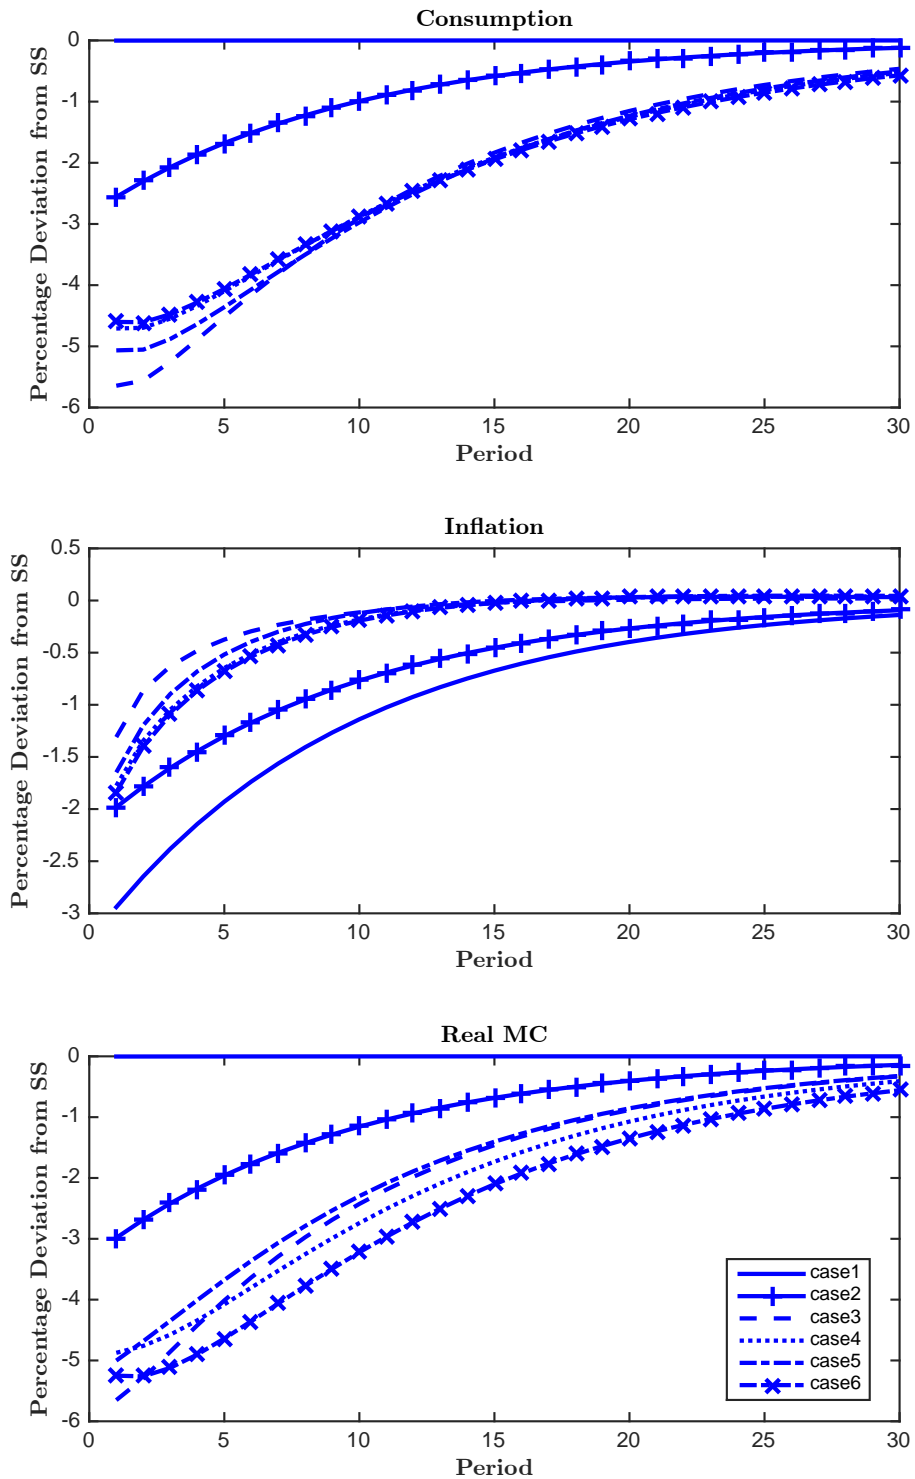 Consumption
Percentage Deviation from SS
0
-1
-2
-3
-4
-5
-6
0 5 10 15 20 25 30
Period
Inflation
Percentage Deviation from SS
0.5
0
-0.5
-1
-1.5
-2
-2.5
-3
0 5 10 15 20 25 30
Period
Real MC
Percentage Deviation from SS
0
-1
-2
-3
-4
-5
-6
case1
case2
case3
case4
case5
case6
0 5 10 15 20 25 30
Period